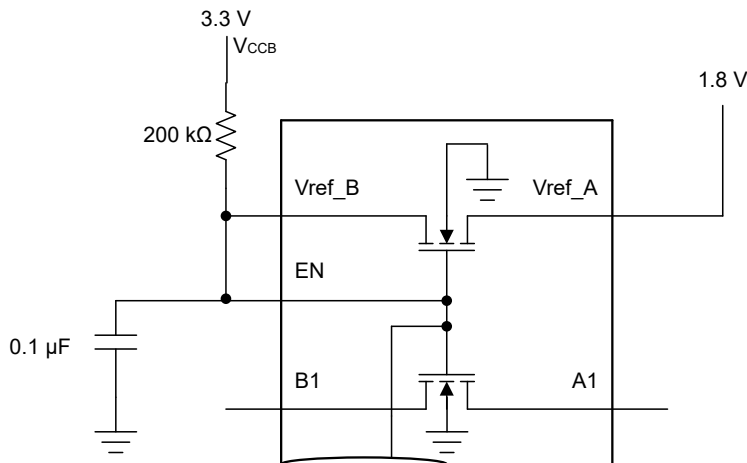 3.3 V
VCCB
1.8 V
200 kΩ
Vref_B
Vref_A
EN
0.1 µF
B1
A1